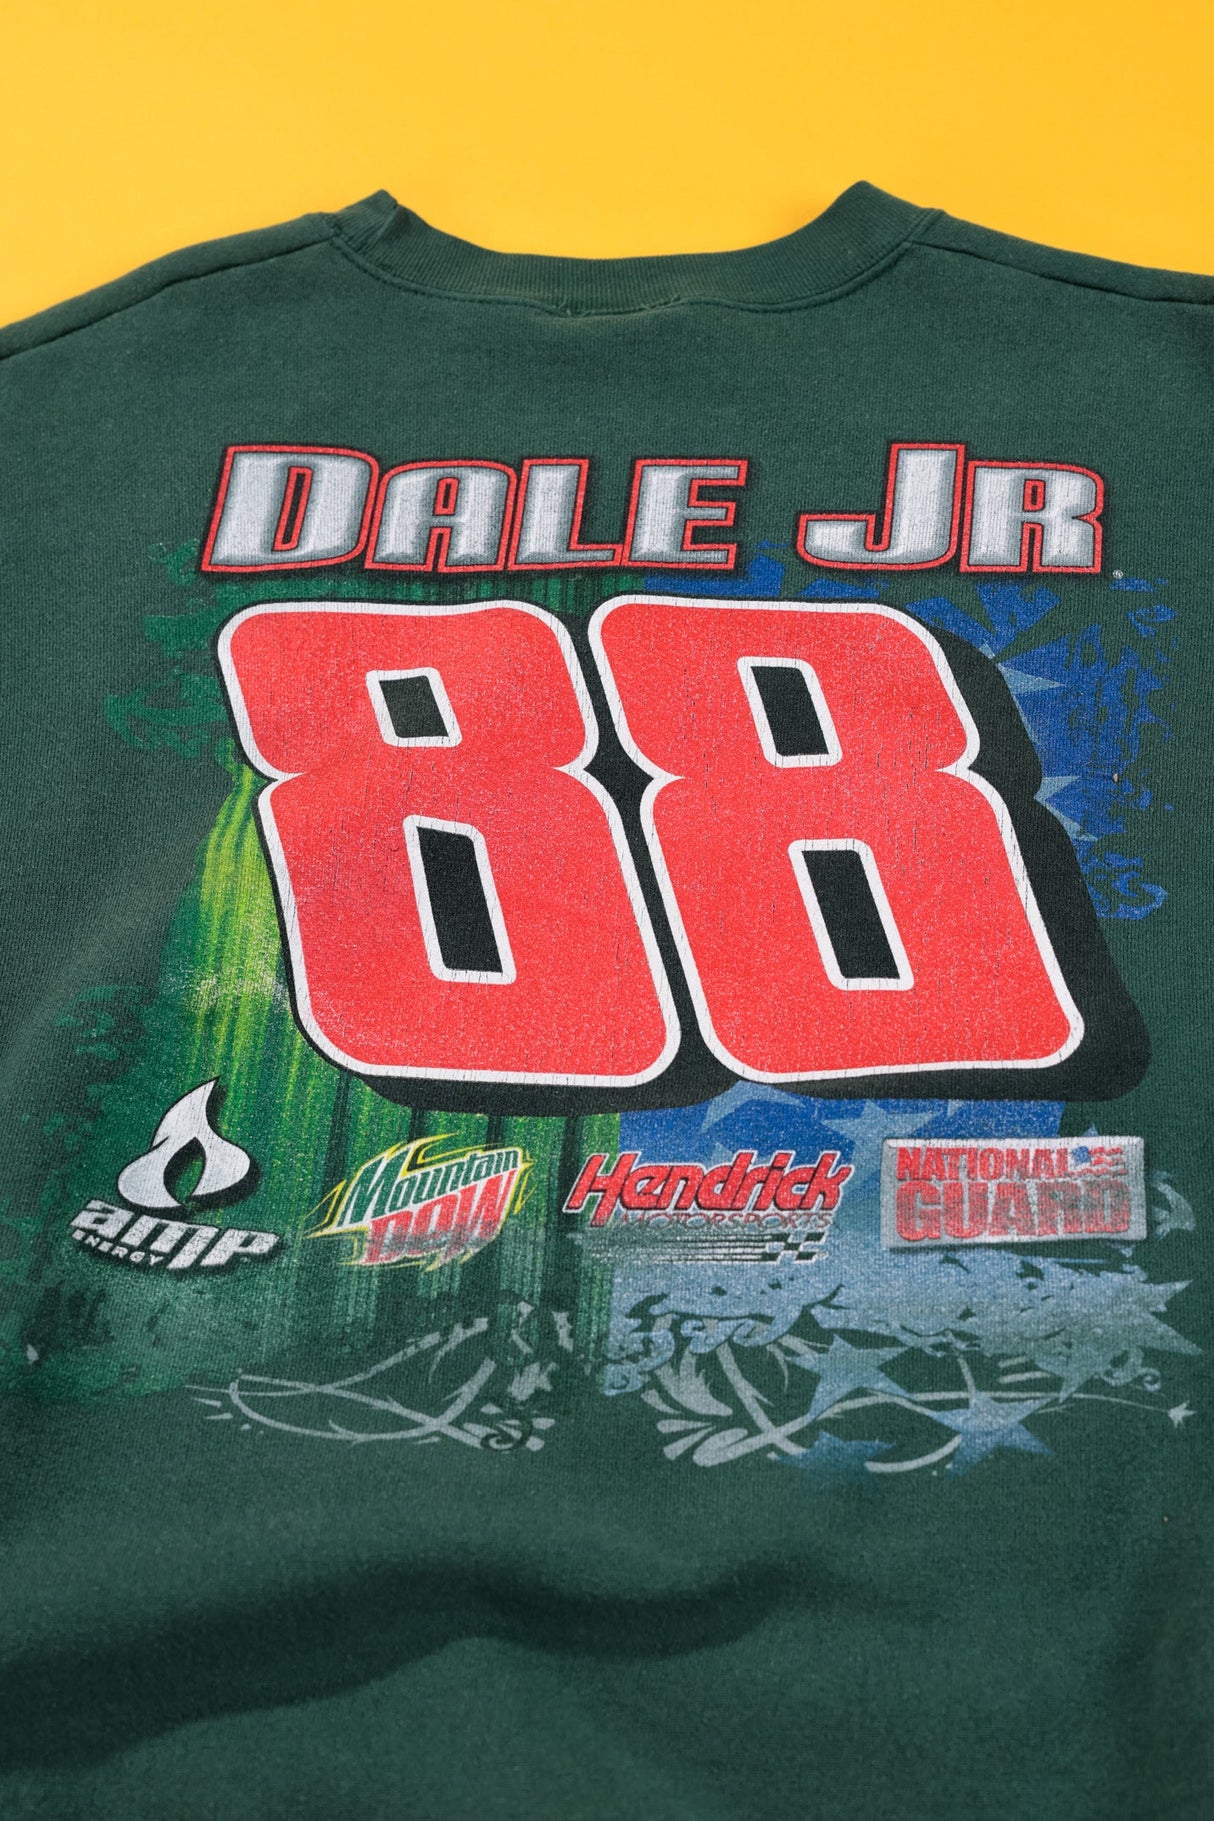 DALE JR
®
88
amp
ENERGY
Mountain
DEW
Hendrick
MOTORSPORTS
NATIONAL
GUARD